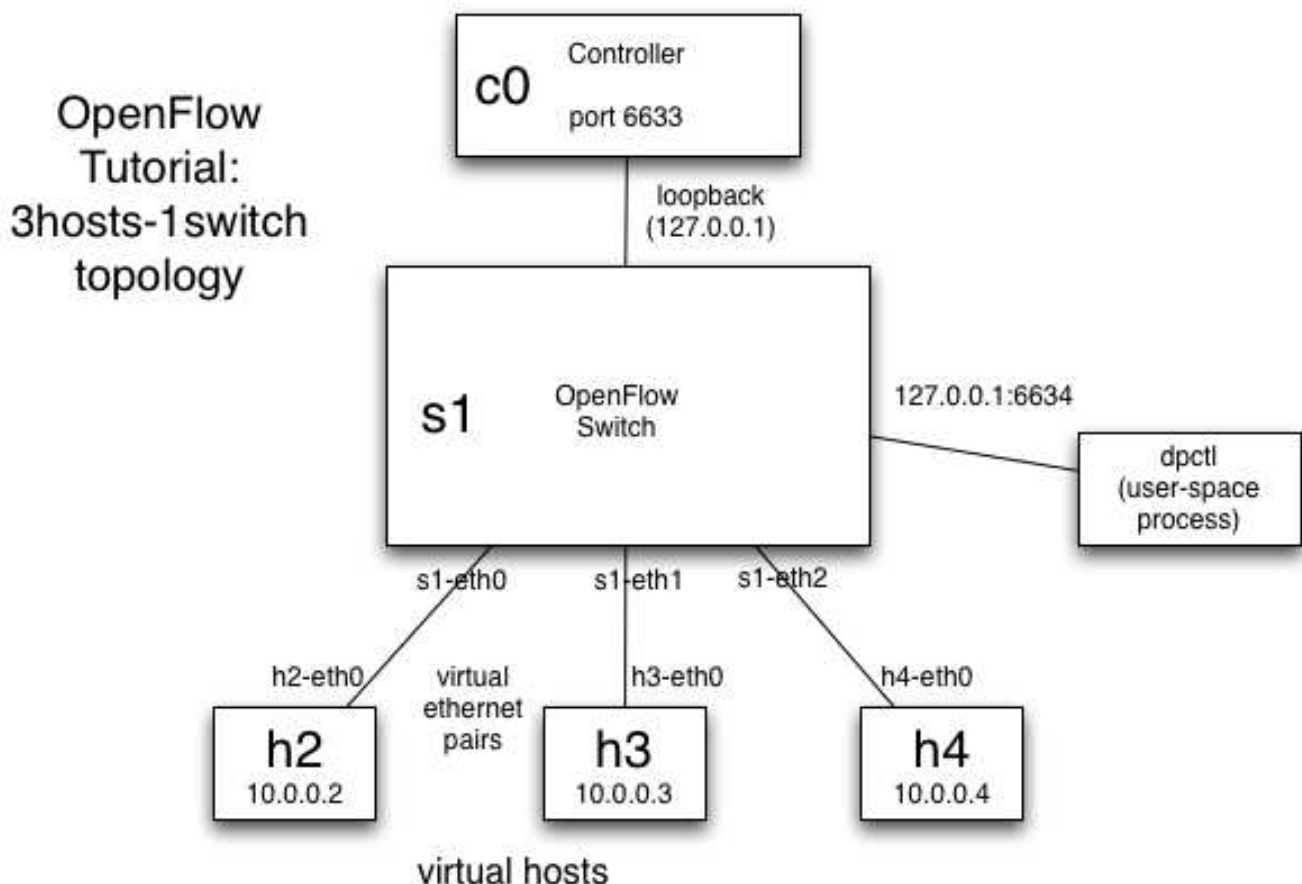 OpenFlow
Tutorial:
3hosts-1switch
topology
c0
Controller
port 6633
loopback
(127.0.0.1)
s1
OpenFlow
Switch
127.0.0.1:6634
dpctl
(user-space
process)
s1-eth0
s1-eth1
s1-eth2
h2-eth0
virtual
ethernet
pairs
h3-eth0
h4-eth0
h2
10.0.0.2
h3
10.0.0.3
h4
10.0.0.4
virtual hosts